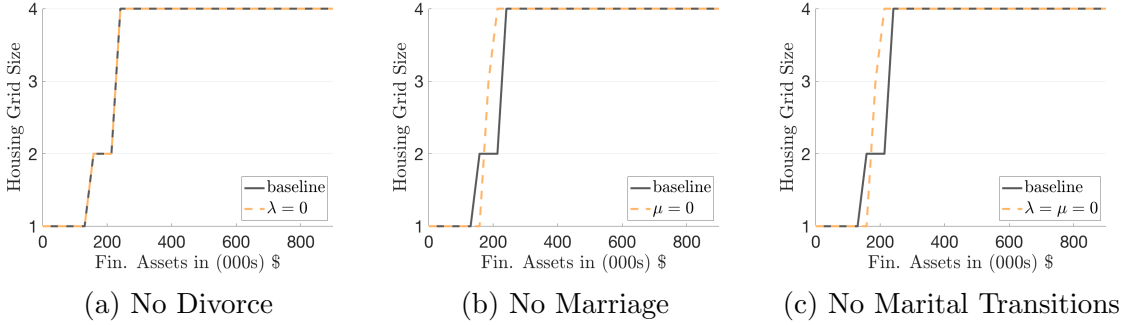 Housing Grid Size
4
3
2
1
0
200
400
600
800
Fin. Assets in (000s) $
baseline
λ = 0
(a) No Divorce
Housing Grid Size
4
3
2
1
0
200
400
600
800
Fin. Assets in (000s) $
baseline
μ = 0
(b) No Marriage
Housing Grid Size
4
3
2
1
0
200
400
600
800
Fin. Assets in (000s) $
baseline
λ = μ = 0
(c) No Marital Transitions